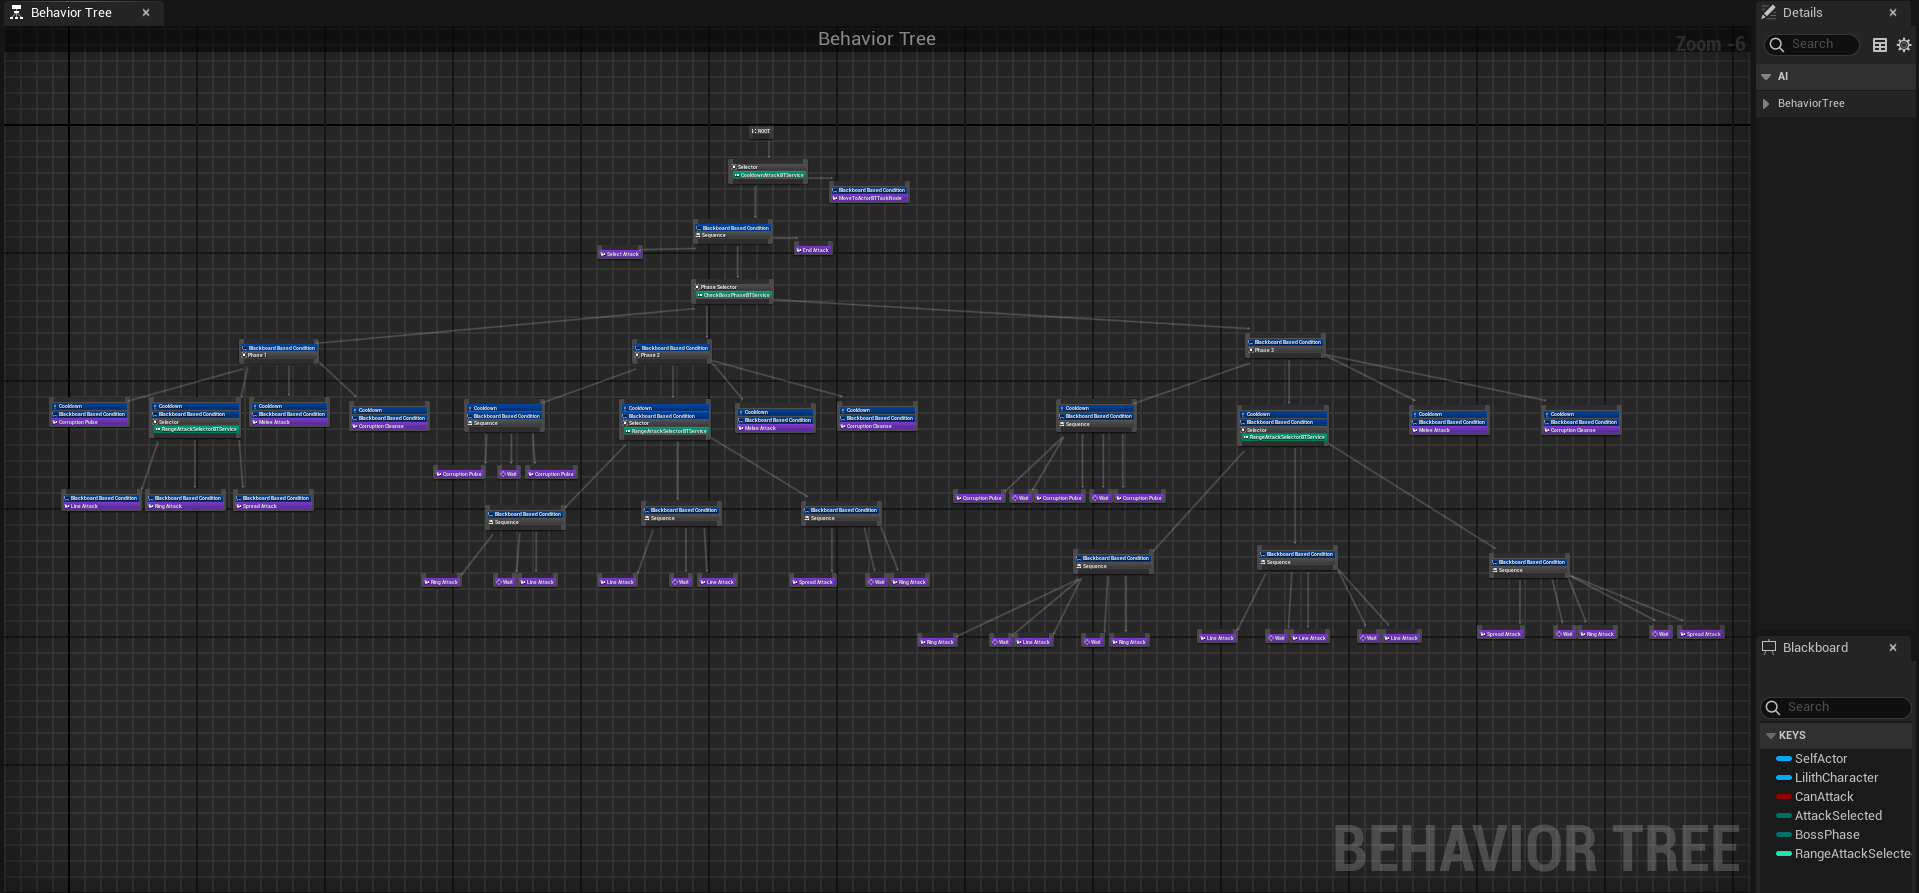 Behavior Tree
Behavior Tree
Zoom -6
ROOT
Selector
CooldownAttackBTService
Blackboard Based Condition
MoveToActorBTTaskNode
Blackboard Based Condition
Sequence
Select Attack
End Attack
Phase Selector
CheckBossPhaseBTService
Blackboard Based Condition
Phase 1
Blackboard Based Condition
Phase 2
Blackboard Based Condition
Phase 3
Cooldown
Blackboard Based Condition
Corruption Pulse
Cooldown
Blackboard Based Condition
Selector
RangeAttackSelectorBTService
Cooldown
Blackboard Based Condition
Melee Attack
Cooldown
Blackboard Based Condition
Corruption Cleanse
Cooldown
Blackboard Based Condition
Sequence
Cooldown
Blackboard Based Condition
Selector
RangeAttackSelectorBTService
Cooldown
Blackboard Based Condition
Melee Attack
Cooldown
Blackboard Based Condition
Corruption Cleanse
Cooldown
Blackboard Based Condition
Sequence
Cooldown
Blackboard Based Condition
Selector
RangeAttackSelectorBTService
Cooldown
Blackboard Based Condition
Melee Attack
Cooldown
Blackboard Based Condition
Corruption Cleanse
Corruption Pulse
Wait
Corruption Pulse
Blackboard Based Condition
Line Attack
Blackboard Based Condition
Ring Attack
Blackboard Based Condition
Spread Attack
Corruption Pulse
Wait
Corruption Pulse
Wait
Corruption Pulse
Blackboard Based Condition
Sequence
Blackboard Based Condition
Sequence
Blackboard Based Condition
Sequence
Ring Attack
Wait
Line Attack
Line Attack
Wait
Line Attack
Spread Attack
Wait
Ring Attack
Blackboard Based Condition
Sequence
Blackboard Based Condition
Sequence
Blackboard Based Condition
Sequence
Ring Attack
Wait
Line Attack
Wait
Ring Attack
Line Attack
Wait
Line Attack
Wait
Line Attack
Spread Attack
Wait
Ring Attack
Wait
Spread Attack
BEHAVIOR TREE
Details
Search
AI
BehaviorTree
Blackboard
Search
KEYS
SelfActor
LilithCharacter
CanAttack
AttackSelected
BossPhase
RangeAttackSelecte